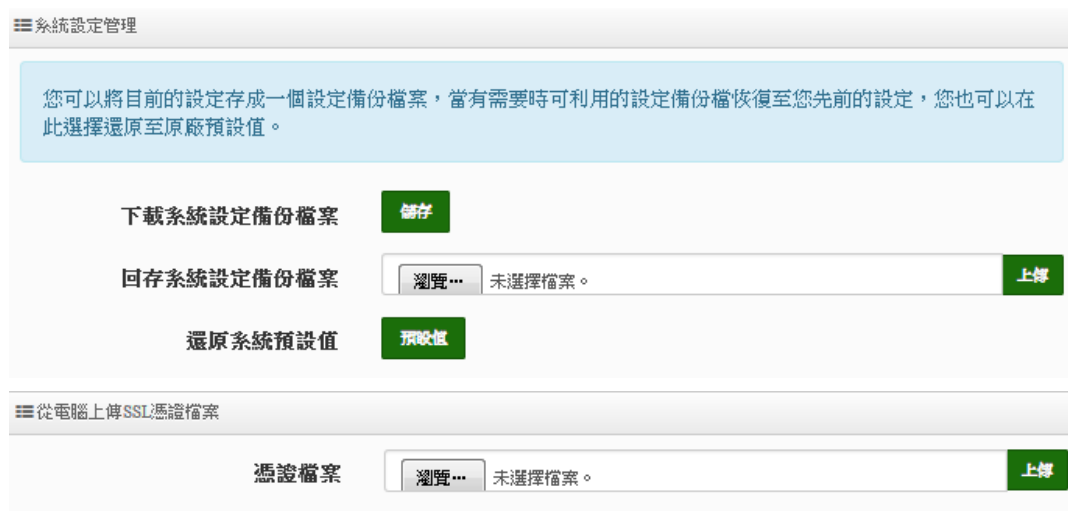 系統設定管理
您可以將目前的設定存成一個設定備份檔案，當有需要時可利用的設定備份檔恢復至您先前的設定，您也可以在
此選擇還原至原廠預設值。
下載系統設定備份檔案 儲存
回存系統設定備份檔案 瀏覽… 未選擇檔案。 上傳
還原系統預設值 預設值
從電腦上傳SSL憑證檔案
憑證檔案 瀏覽… 未選擇檔案。 上傳